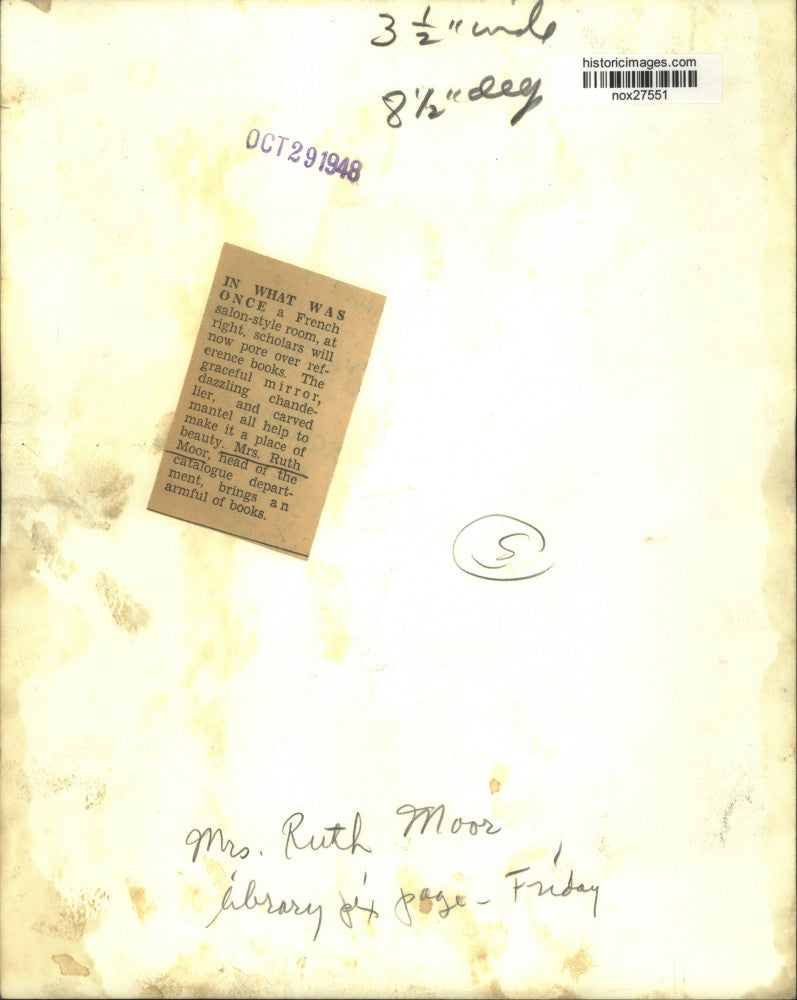 3 1/2" wide
8 1/2" deep
historicimages.com
nox27551
OCT 29 1948
IN WHAT WAS
ONCE a French
salon-style room, at
right, scholars will
now pore over ref-
erence books. The
graceful mirror,
dazzling chande-
lier, and carved
mantel all help to
make it a place of
beauty. Mrs. Ruth
Moor, head of the
catalogue depart-
ment, brings an
armful of books.
5
Mrs. Ruth Moor
library pix page - Friday